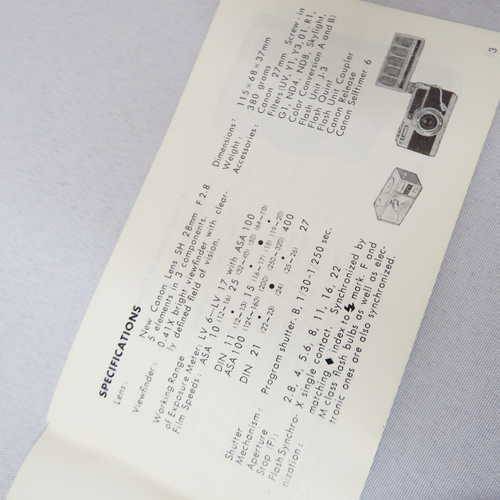 SPECIFICATIONS
Lens: New Canon Lens SH 28mm F 2.8
5 elements in 3 components.
Viewfinder: 0.41x, bright viewfinder with clear-
ly defined field of vision.
Working Range
of Exposure Meter: LV 6—LV 17 with ASA 100
Film Speeds: ASA 10 (12-16) 25 (32-40) (50) (64-80) 100
(125-160) (200) (250-320) 400
DIN 11 (12-13) 15 (16-17) (18) (19-20)
DIN 21 (22-23) (24) (25-26) 27
Shutter
Mechanism: Program shutter: B, 1/30-1/250 sec.
Aperture
Stop (F): 2.8, 4, 5.6, 8, 11, 16, 22
Flash Synchro-
nization: X single contact. Synchronized by
matching ◆ index to ϟ mark. F and
M class flash bulbs as well as elec-
tronic ones are also synchronized.
Dimensions: 115×68×37mm
Weight: 380 grams
Accessories: Canon 27mm Screw-in
Filters (UV, Y1, Y3, O1, R1,
G1, ND4, ND8, Skylight,
Color Conversion A and B)
Flash Unit J-3
Flash Quint
Flash Unit Coupler
Canon Release
Canon Selftimer 6
3